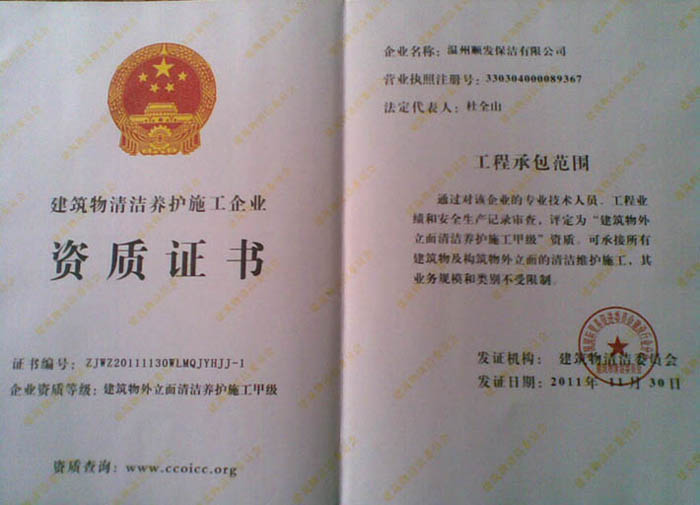 建筑物清洁养护施工企业
资质证书
证书编号：ZJWZ20111130WLMQJYHJJ-1
企业资质等级：建筑物外立面清洁养护施工甲级
资质查询：www.ccoicc.org
企业名称：温州顺发保洁有限公司
营业执照注册号：330304000089367
法定代表人：杜全山
工程承包范围
通过对该企业的专业技术人员、工程业
绩和安全生产记录审查，评定为“建筑物外
立面清洁养护施工甲级”资质。可承接所有
建筑物及构筑物外立面的清洁维护施工，其
业务规模和类别不受限制。
发证机构：建筑物清洁委员会
发证日期：2011年11月30日